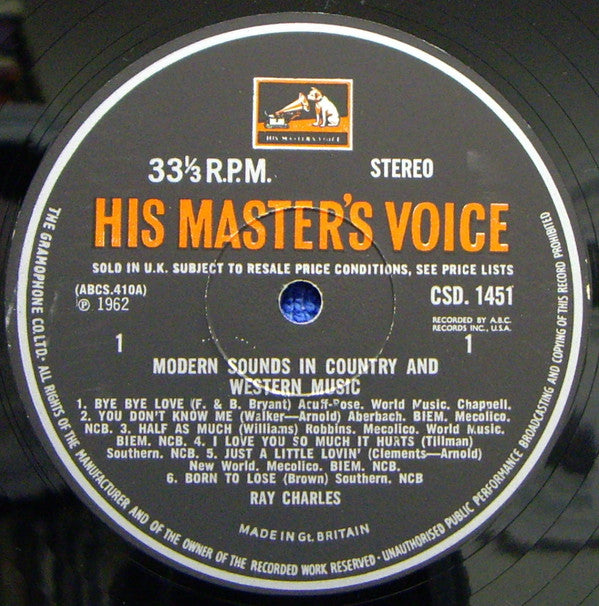 HIS MASTER'S VOICE
33⅓ R.P.M.
STEREO
HIS MASTER'S VOICE
SOLD IN U.K. SUBJECT TO RESALE PRICE CONDITIONS, SEE PRICE LISTS
(ABCS.410A)
℗ 1962
CSD. 1451
RECORDED BY A.B.C.
RECORDS INC., U.S.A.
1
1
MODERN SOUNDS IN COUNTRY AND
WESTERN MUSIC
1. BYE BYE LOVE (F. & B. Bryant) Acuff-Rose. World Music. Chappell.
2. YOU DON'T KNOW ME (Walker—Arnold) Aberbach. BIEM. Mecolico.
NCB. 3. HALF AS MUCH (Williams) Robbins. Mecolico. World Music.
BIEM. NCB. 4. I LOVE YOU SO MUCH IT HURTS (Tillman)
Southern. NCB. 5. JUST A LITTLE LOVIN' (Clements—Arnold)
New World. Mecolico. BIEM. NCB.
6. BORN TO LOSE (Brown) Southern. NCB
RAY CHARLES
MADE IN Gt. BRITAIN
THE GRAMOPHONE CO. LTD. · ALL RIGHTS OF THE MANUFACTURER AND OF THE OWNER OF THE RECORDED WORK RESERVED · UNAUTHORISED PUBLIC PERFORMANCE BROADCASTING AND COPYING OF THIS RECORD PROHIBITED